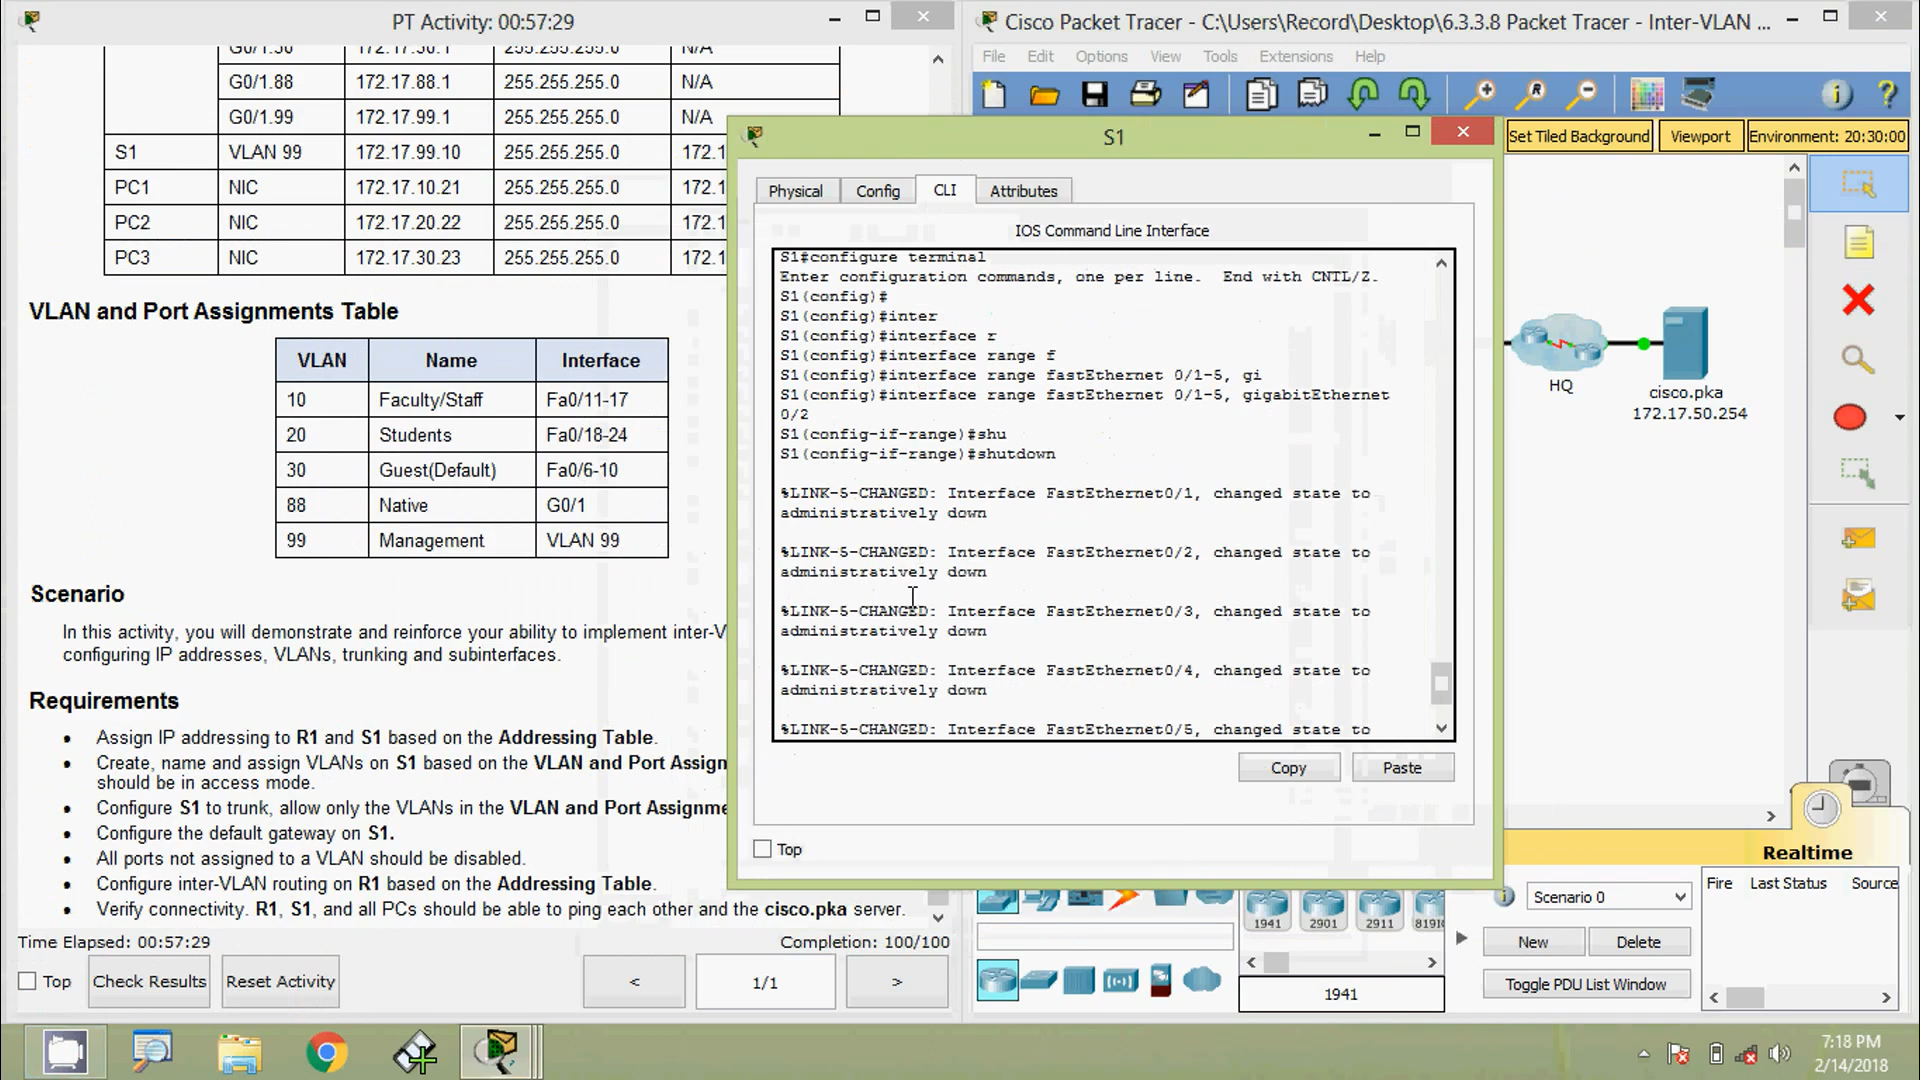 PT Activity: 00:57:29
G0/1.30 172.17.30.1 255.255.255.0 N/A
G0/1.88 172.17.88.1 255.255.255.0 N/A
G0/1.99 172.17.99.1 255.255.255.0 N/A
S1 VLAN 99 172.17.99.10 255.255.255.0 172.1
PC1 NIC 172.17.10.21 255.255.255.0 172.1
PC2 NIC 172.17.20.22 255.255.255.0 172.1
PC3 NIC 172.17.30.23 255.255.255.0 172.1
VLAN and Port Assignments Table
VLAN Name Interface
10 Faculty/Staff Fa0/11-17
20 Students Fa0/18-24
30 Guest(Default) Fa0/6-10
88 Native G0/1
99 Management VLAN 99
Scenario
In this activity, you will demonstrate and reinforce your ability to implement inter-V
configuring IP addresses, VLANs, trunking and subinterfaces.
Requirements
• Assign IP addressing to R1 and S1 based on the Addressing Table.
• Create, name and assign VLANs on S1 based on the VLAN and Port Assign
should be in access mode.
• Configure S1 to trunk, allow only the VLANs in the VLAN and Port Assignme
• Configure the default gateway on S1.
• All ports not assigned to a VLAN should be disabled.
• Configure inter-VLAN routing on R1 based on the Addressing Table.
• Verify connectivity. R1, S1, and all PCs should be able to ping each other and the cisco.pka server.
Time Elapsed: 00:57:29 Completion: 100/100
Top Check Results Reset Activity < 1/1 >
Cisco Packet Tracer - C:\Users\Record\Desktop\6.3.3.8 Packet Tracer - Inter-VLAN ...
File Edit Options View Tools Extensions Help
Set Tiled Background Viewport Environment: 20:30:00
S1
Physical Config CLI Attributes
IOS Command Line Interface
S1#configure terminal
Enter configuration commands, one per line. End with CNTL/Z.
S1(config)#
S1(config)#inter
S1(config)#interface r
S1(config)#interface range f
S1(config)#interface range fastEthernet 0/1-5, gi
S1(config)#interface range fastEthernet 0/1-5, gigabitEthernet
0/2
S1(config-if-range)#shu
S1(config-if-range)#shutdown
%LINK-5-CHANGED: Interface FastEthernet0/1, changed state to
administratively down
%LINK-5-CHANGED: Interface FastEthernet0/2, changed state to
administratively down
%LINK-5-CHANGED: Interface FastEthernet0/3, changed state to
administratively down
%LINK-5-CHANGED: Interface FastEthernet0/4, changed state to
administratively down
%LINK-5-CHANGED: Interface FastEthernet0/5, changed state to
Copy Paste
Top
HQ
cisco.pka
172.17.50.254
Realtime
1941 2901 2911 819I
1941
Scenario 0
New Delete
Toggle PDU List Window
Fire Last Status Source
7:18 PM
2/14/2018